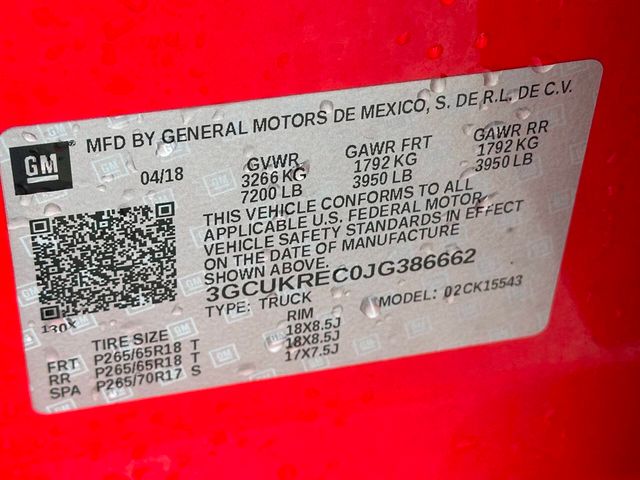 MFD BY GENERAL MOTORS DE MEXICO, S. DE R.L. DE C.V.
GM
04/18
GVWR
3266 KG
7200 LB
GAWR FRT
1792 KG
3950 LB
GAWR RR
1792 KG
3950 LB
THIS VEHICLE CONFORMS TO ALL
APPLICABLE U.S. FEDERAL MOTOR
VEHICLE SAFETY STANDARDS IN EFFECT
ON THE DATE OF MANUFACTURE
SHOWN ABOVE.
3GCUKREC0JG386662
TYPE: TRUCK
MODEL: 02CK15543
130X
TIRE SIZE RIM
FRT P265/65R18 T 18X8.5J
RR P265/65R18 T 18X8.5J
SPA P265/70R17 S 17X7.5J